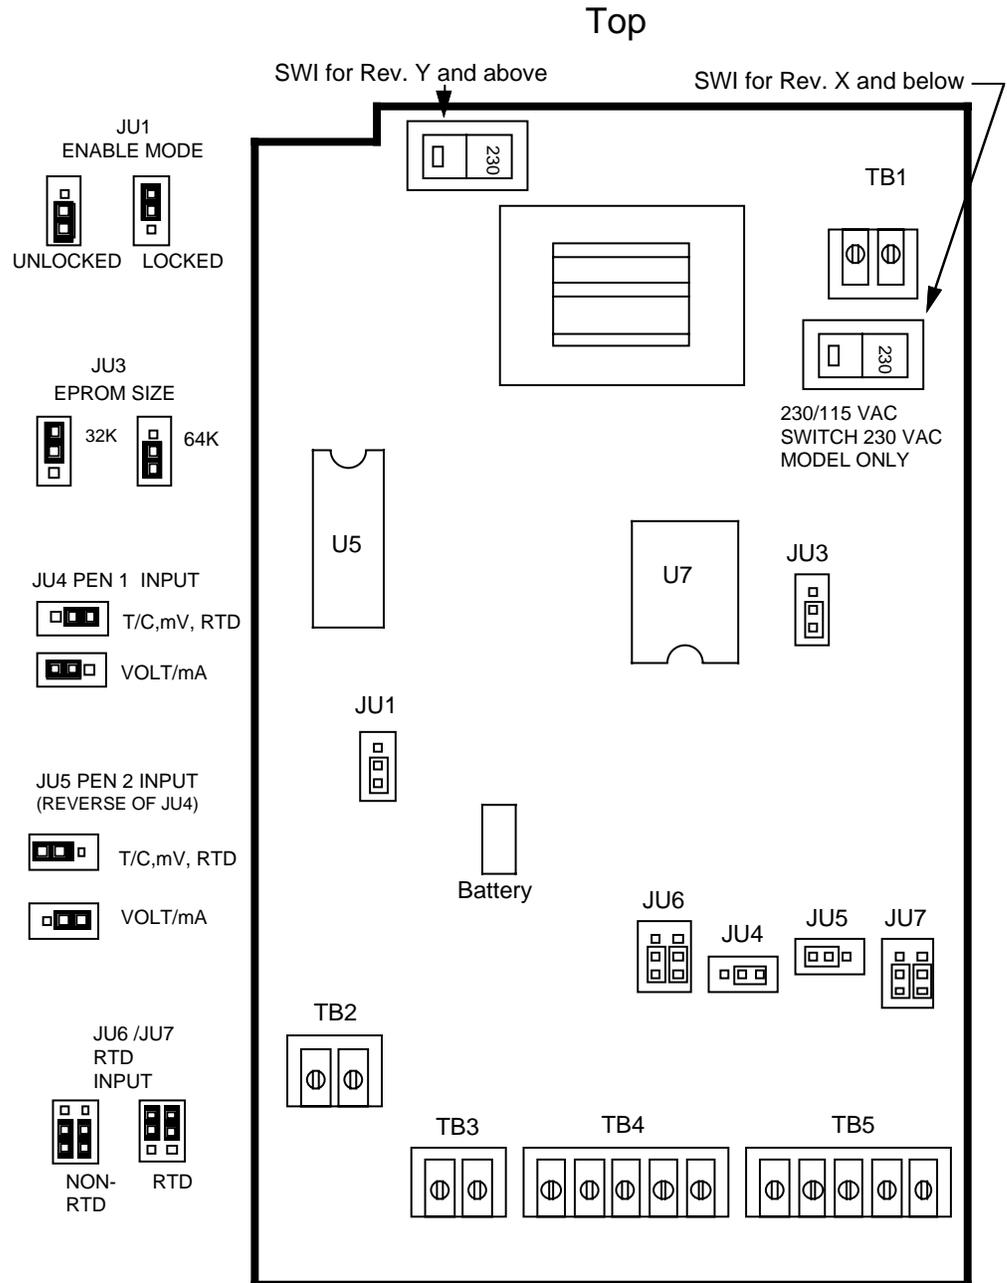 Top
SWI for Rev. Y and above
SWI for Rev. X and below
JU1
ENABLE MODE
UNLOCKED
LOCKED
230
TB1
230
230/115 VAC
SWITCH 230 VAC
MODEL ONLY
JU3
EPROM SIZE
32K
64K
U5
U7
JU3
JU4 PEN 1 INPUT
T/C,mV, RTD
VOLT/mA
JU1
JU5 PEN 2 INPUT
(REVERSE OF JU4)
T/C,mV, RTD
VOLT/mA
Battery
JU6
JU4
JU5
JU7
TB2
JU6 /JU7
RTD
INPUT
NON-
RTD
RTD
TB3
TB4
TB5